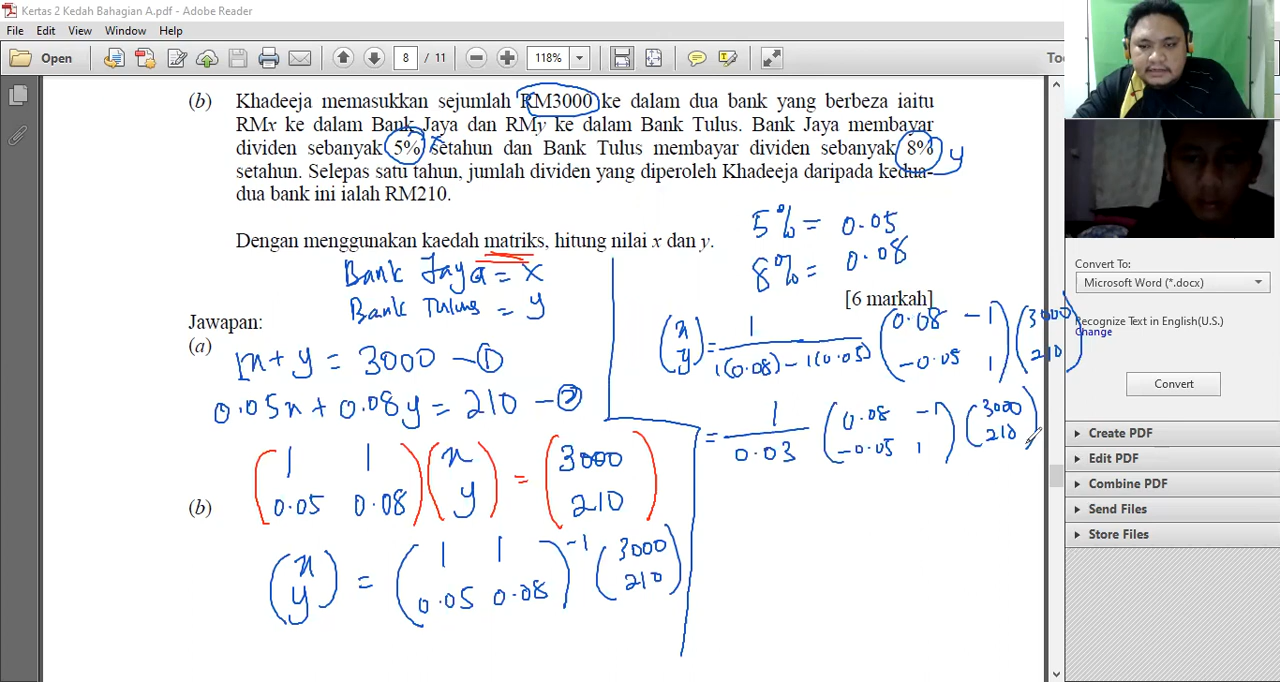 Kertas 2 Kedah Bahagian A.pdf - Adobe Reader
File Edit View Window Help
Open 8 / 11 118%
(b) Khadeeja memasukkan sejumlah RM3000 ke dalam dua bank yang berbeza iaitu
RMx ke dalam Bank Jaya dan RMy ke dalam Bank Tulus. Bank Jaya membayar
dividen sebanyak 5% x setahun dan Bank Tulus membayar dividen sebanyak 8% y
setahun. Selepas satu tahun, jumlah dividen yang diperoleh Khadeeja daripada kedua-
dua bank ini ialah RM210.
5% = 0.05
Dengan menggunakan kaedah matriks, hitung nilai x dan y.
8% = 0.08
Bank Jaya = x
Bank Tulus = y
[6 markah]
Jawapan:
(a)
x + y = 3000 — ①
0.05x + 0.08y = 210 — ②
(1 1) (x) = (3000)
(0.05 0.08) (y) (210)
(b)
(x) = (1 1)⁻¹ (3000)
(y) (0.05 0.08) (210)
(x) = 1 (0.08 -1) (3000)
(y) 1(0.08) - 1(0.05) (-0.05 1) (210)
= 1 (0.08 -1) (3000)
0.03 (-0.05 1) (210)
To
Convert To:
Microsoft Word (*.docx)
Recognize Text in English(U.S.)
Change
Convert
Create PDF
Edit PDF
Combine PDF
Send Files
Store Files